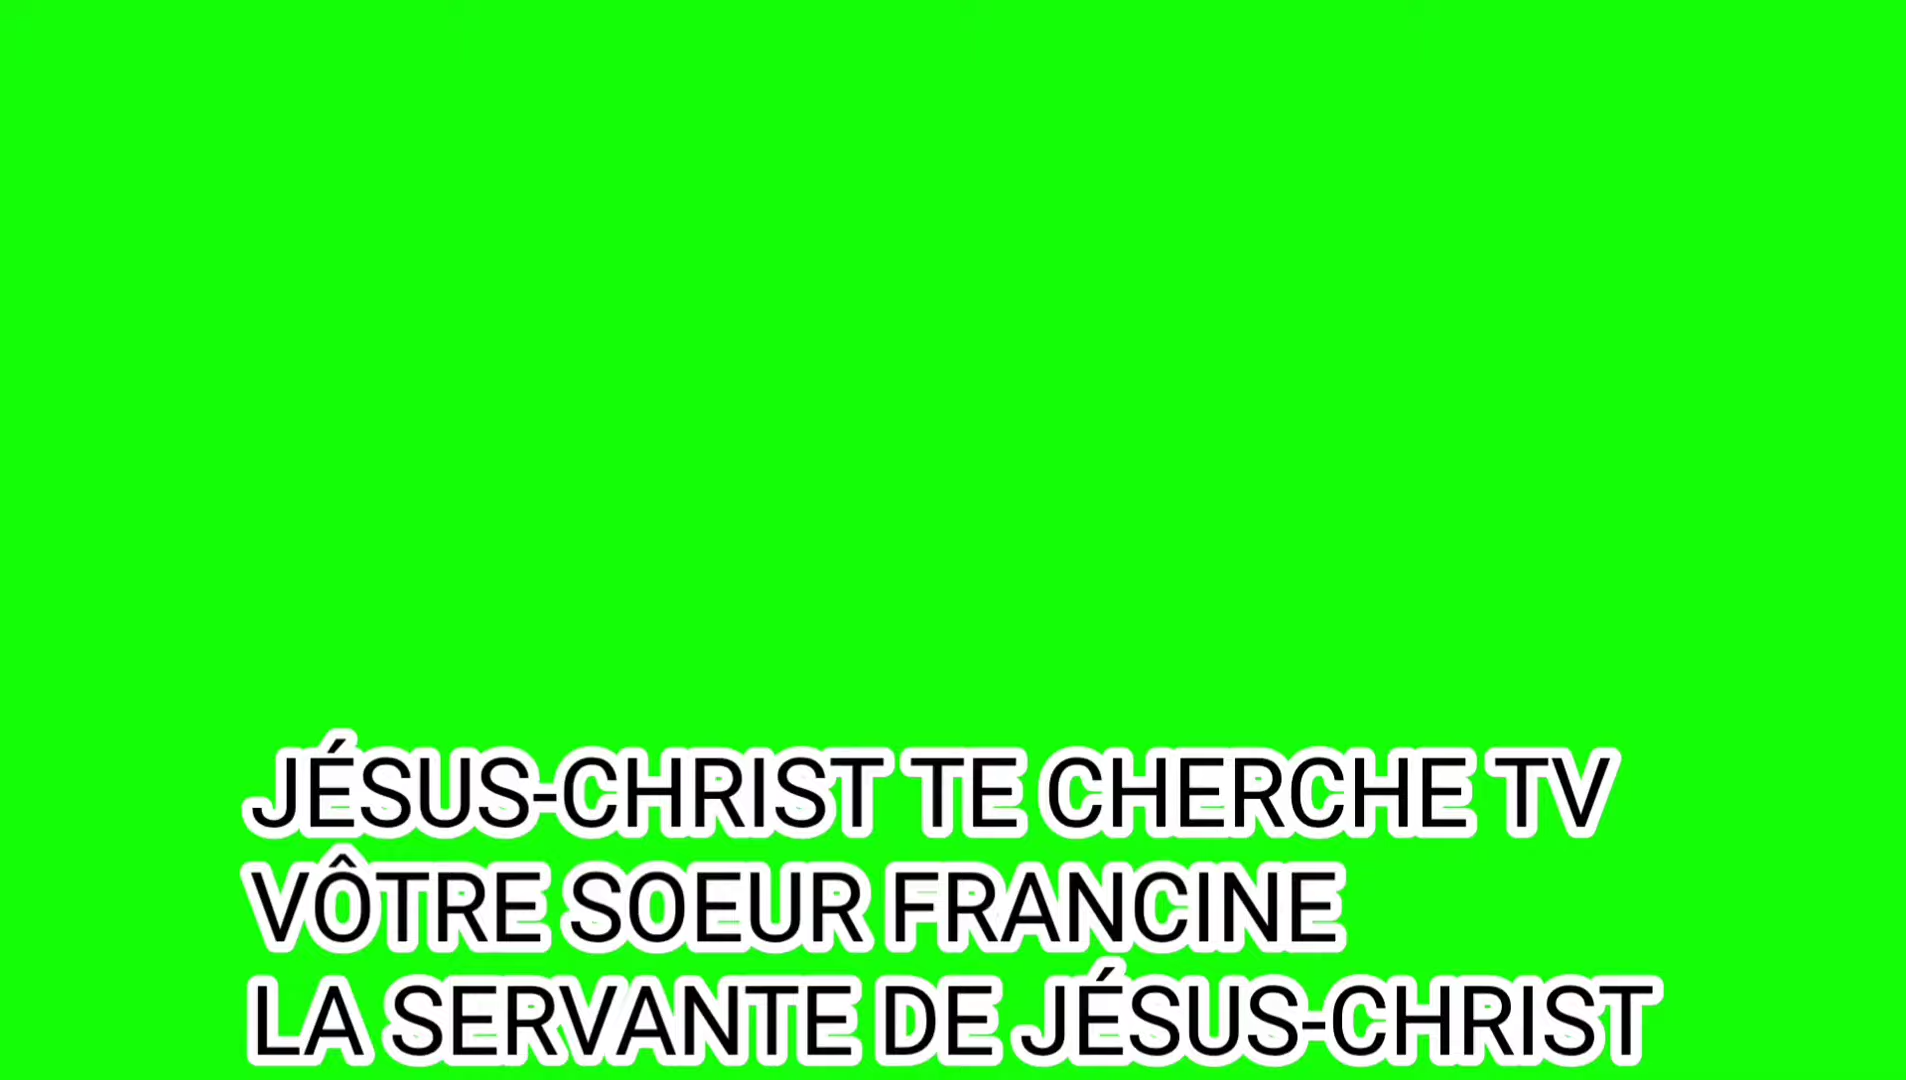 JÉSUS-CHRIST TE CHERCHE TV
VÔTRE SOEUR FRANCINE
LA SERVANTE DE JÉSUS-CHRIST